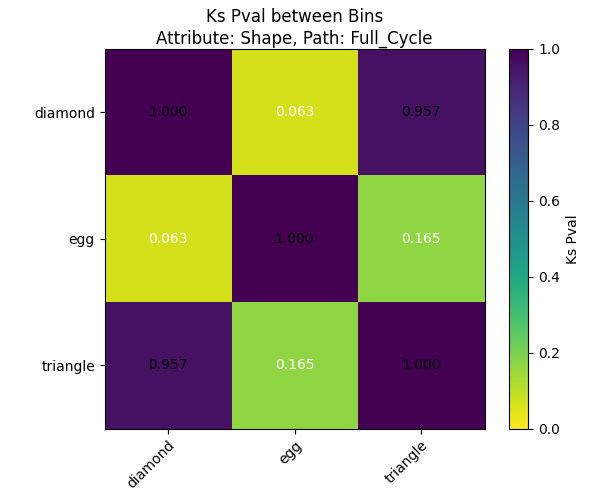 Ks Pval between Bins
Attribute: Shape, Path: Full_Cycle
diamond
1.000
0.063
0.957
egg
0.063
1.000
0.165
triangle
0.957
0.165
1.000
diamond
egg
triangle
1.0
0.8
0.6
0.4
0.2
0.0
Ks Pval